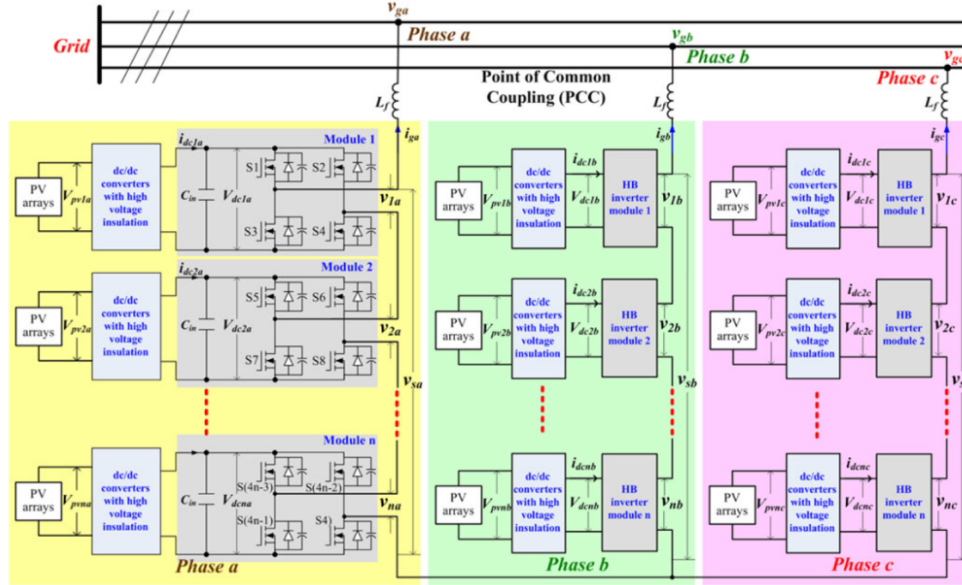 v_ga
Phase a
v_gb
Phase b
v_gc
Phase c
Grid
Point of Common
Coupling (PCC)
L_f
L_f
L_f
i_ga
i_gb
i_gc
Module 1
i_dc1a
PV
arrays
V_pv1a
dc/dc
converters
with high
voltage
insulation
C_in
V_dc1a
S1
S2
S3
S4
v_1a
Module 2
i_dc2a
PV
arrays
V_pv2a
dc/dc
converters
with high
voltage
insulation
C_in
V_dc2a
S5
S6
S7
S8
v_2a
v_sa
Module n
PV
arrays
V_pvna
dc/dc
converters
with high
voltage
insulation
C_in
V_dcna
S(4n-3)
S(4n-2)
S(4n-1)
S4)
v_na
Phase a
PV
arrays
V_pv1b
dc/dc
converters
with high
voltage
insulation
i_dc1b
V_dc1b
HB
inverter
module 1
v_1b
PV
arrays
V_pv2b
dc/dc
converters
with high
voltage
insulation
i_dc2b
V_dc2b
HB
inverter
module 2
v_2b
v_sb
PV
arrays
V_pvnb
dc/dc
converters
with high
voltage
insulation
i_dcnb
V_dcnb
HB
inverter
module n
v_nb
Phase b
PV
arrays
V_pv1c
dc/dc
converters
with high
voltage
insulation
i_dc1c
V_dc1c
HB
inverter
module 1
v_1c
PV
arrays
V_pv2c
dc/dc
converters
with high
voltage
insulation
i_dc2c
V_dc2c
HB
inverter
module 2
v_2c
PV
arrays
V_pvnc
dc/dc
converters
with high
voltage
insulation
i_dcnc
V_dcnc
HB
inverter
module n
v_nc
Phase c